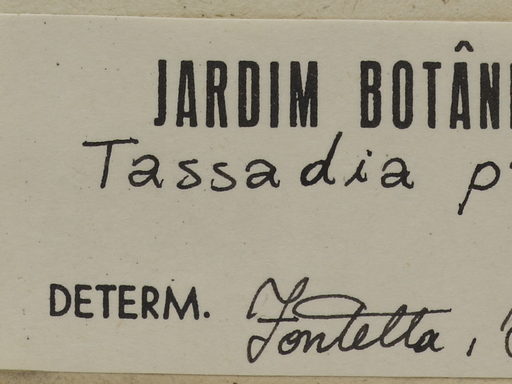 JARDIM BOTÂN
Tassadia p
DETERM. Fontella,